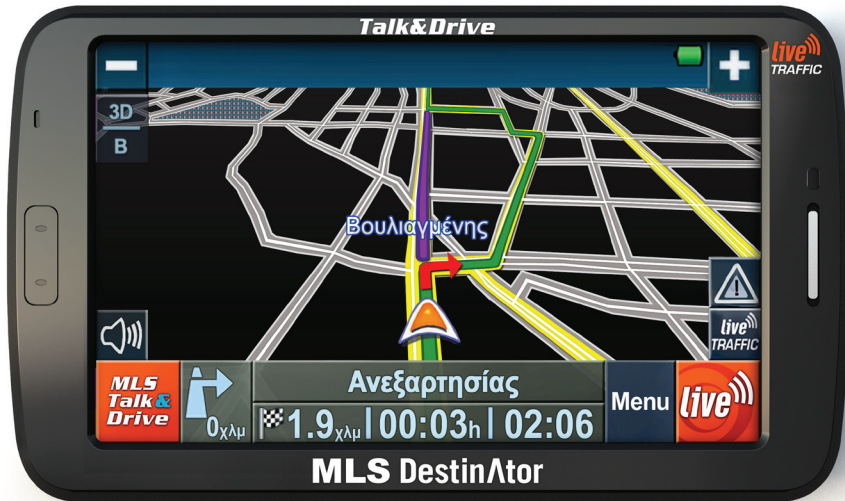 Talk&Drive
live
TRAFFIC
3D
B
Βουλιαγμένης
live
TRAFFIC
MLS
Talk&
Drive
0χλμ
Ανεξαρτησίας
1.9χλμ|00:03h| 02:06
Menu
live
MLS DestinΛtor